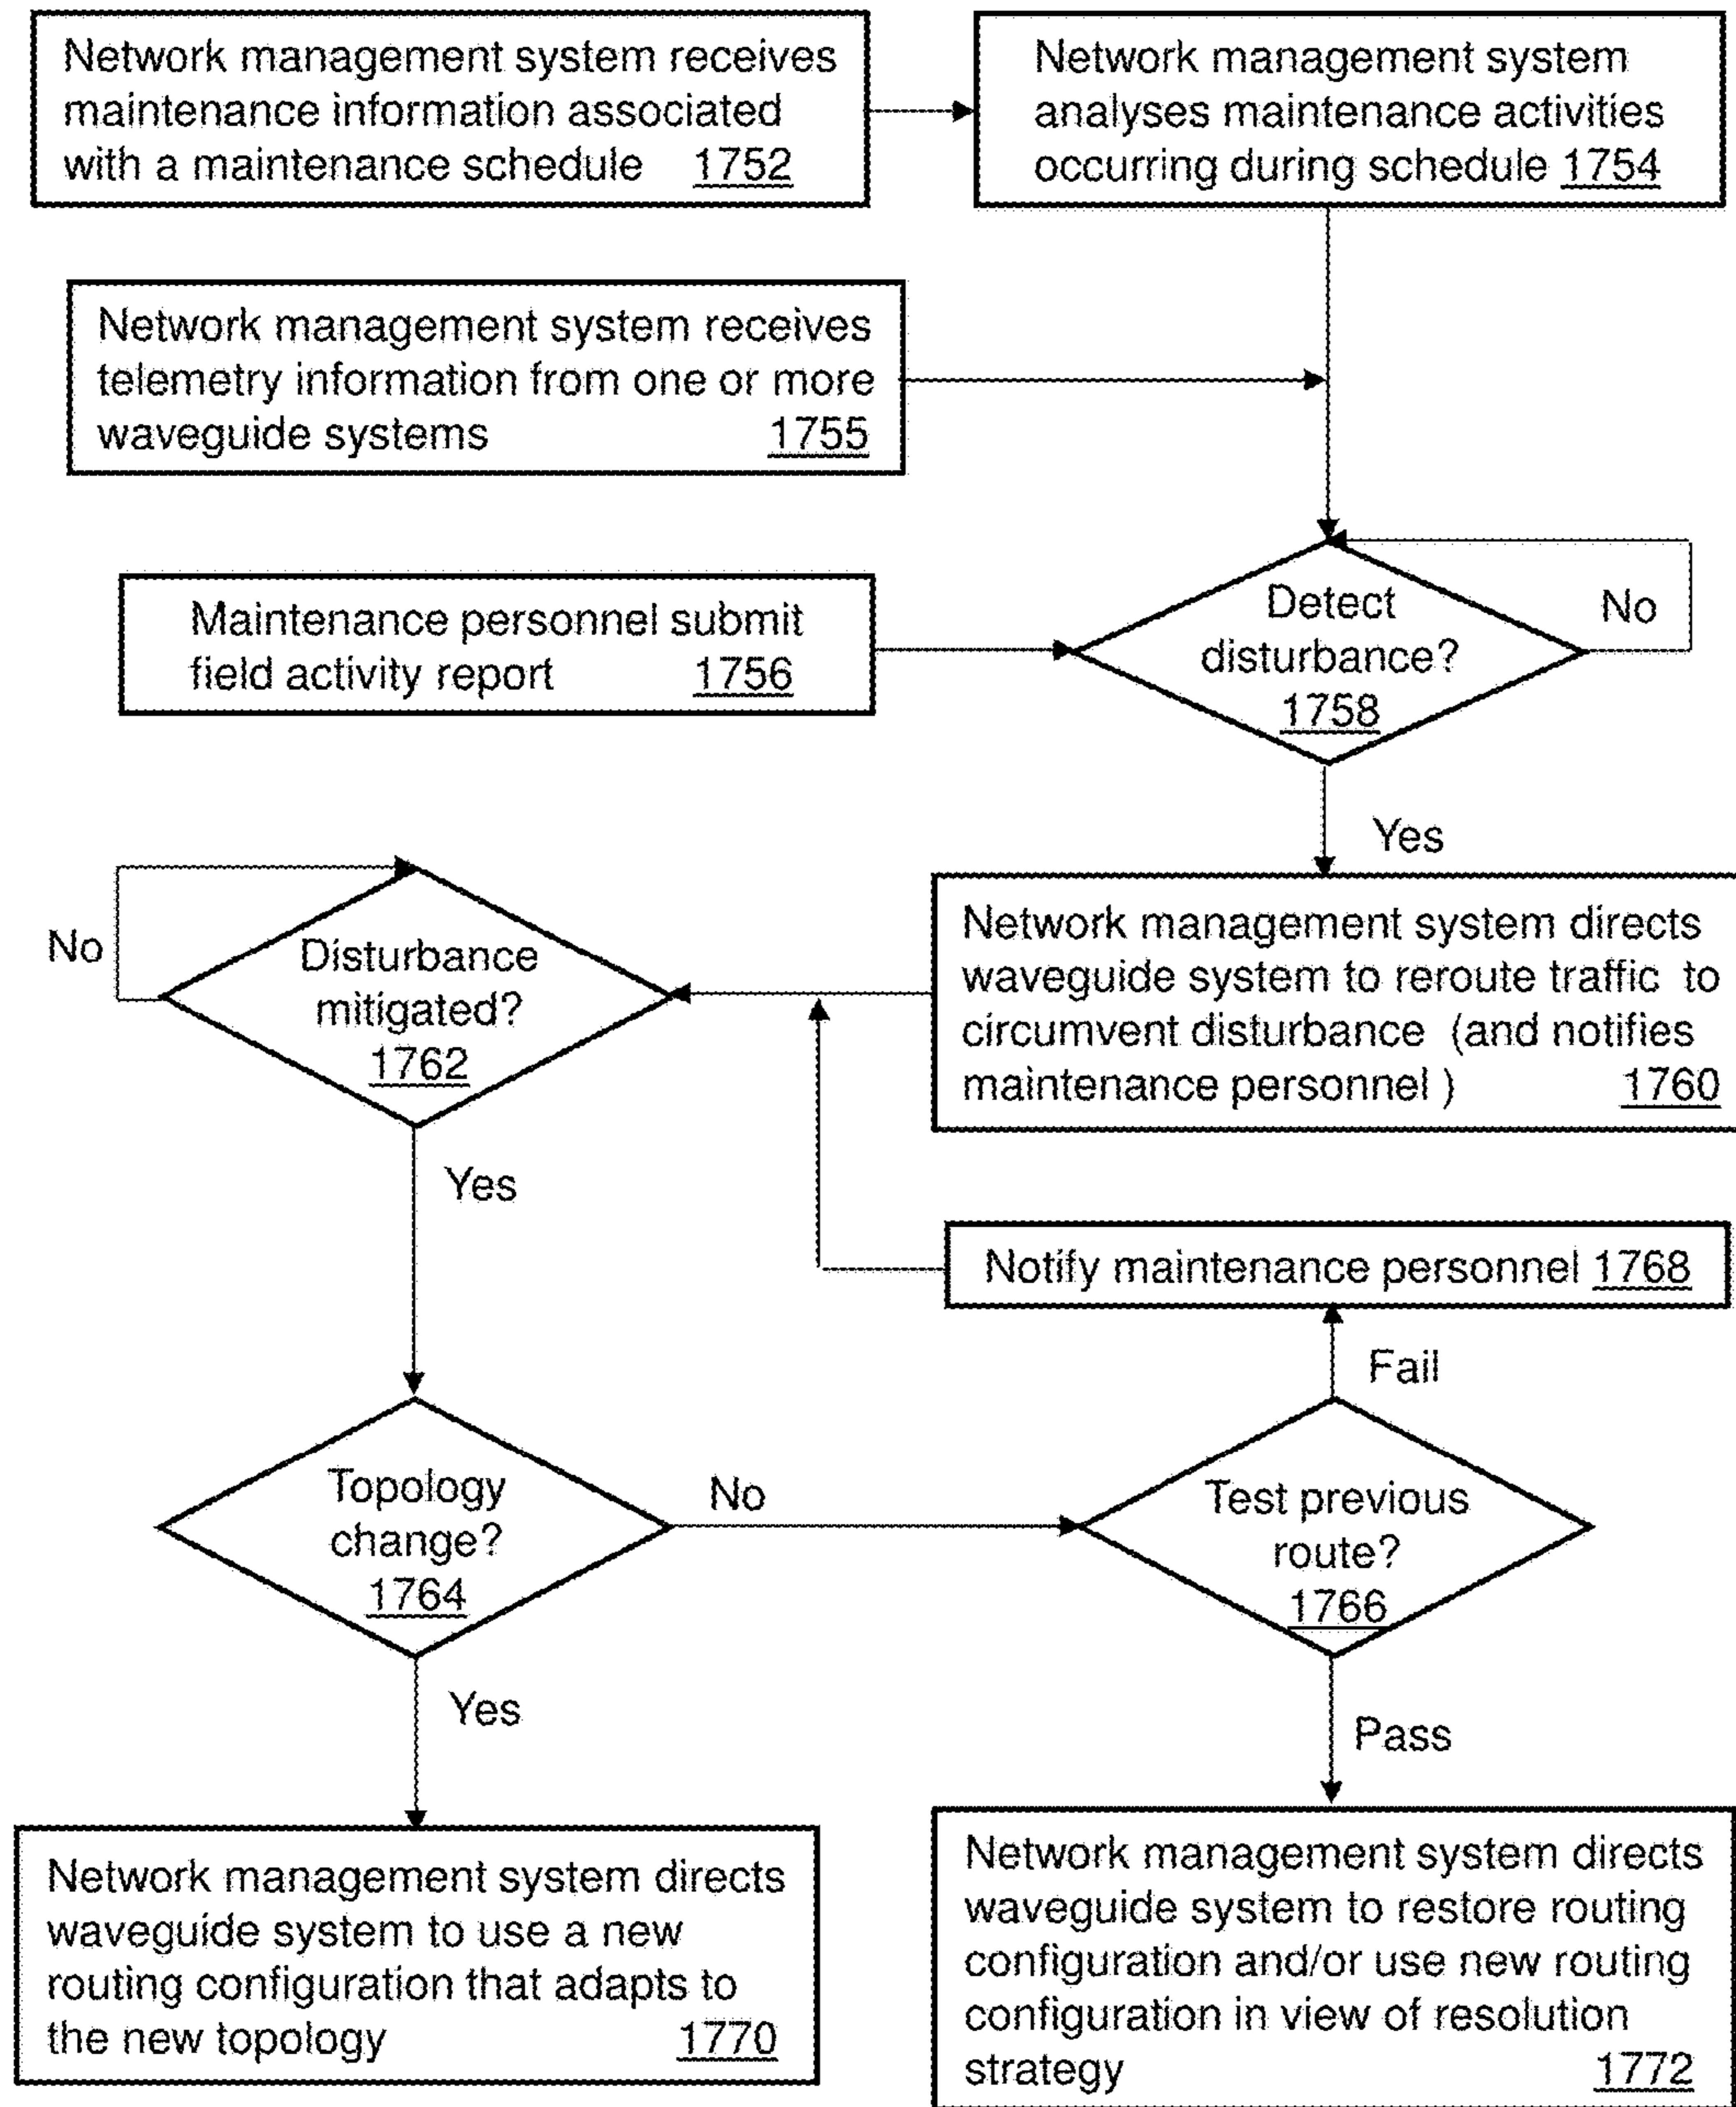 Network management system receives
maintenance information associated
with a maintenance schedule 1752
Network management system
analyses maintenance activities
occurring during schedule 1754
Network management system receives
telemetry information from one or more
waveguide systems 1755
Maintenance personnel submit
field activity report 1756
Detect
disturbance?
1758
No
Yes
Network management system directs
waveguide system to reroute traffic to
circumvent disturbance (and notifies
maintenance personnel ) 1760
Disturbance
mitigated?
1762
No
Yes
Notify maintenance personnel 1768
Fail
Topology
change?
1764
No
Test previous
route?
1766
Yes
Pass
Network management system directs
waveguide system to use a new
routing configuration that adapts to
the new topology 1770
Network management system directs
waveguide system to restore routing
configuration and/or use new routing
configuration in view of resolution
strategy 1772